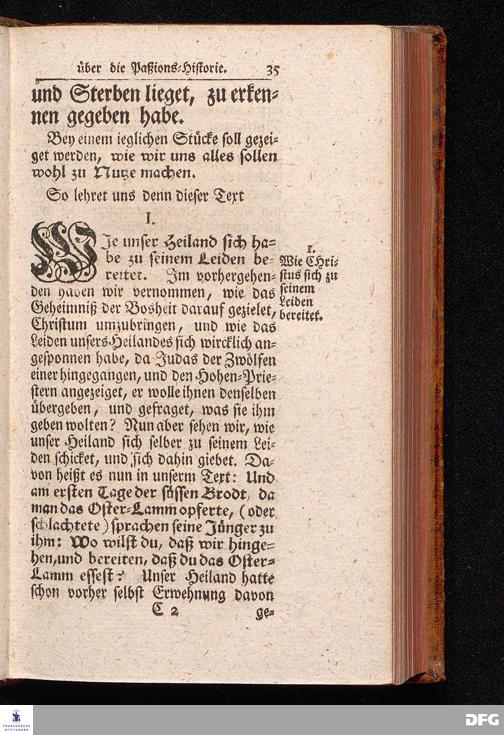 über die Paßions-Historie. 35
und Sterben lieget, zu erken-
nen gegeben habe.
Bey einem ieglichen Stücke soll gezei-
get werden, wie wir uns alles sollen
wohl zu Nutze machen.
So lehret uns denn dieser Text
I.
WIe unser Heiland sich ha-
be zu seinem Leiden be-
reitet. Im vorhergehen-
den haben wir vernommen, wie das
Geheimniß der Bosheit darauf gezielet,
Christum umzubringen, und wie das
Leiden unsers Heilandes sich wircklich an-
gesponnen habe, da Judas der Zwölfen
einer hingegangen, und den Hohen-Prie-
stern angezeiget, er wolle ihnen denselben
übergeben, und gefraget, was sie ihm
geben wolten? Nun aber sehen wir, wie
unser Heiland sich selber zu seinem Lei-
den schicket, und sich dahin giebet. Da-
von heißt es nun in unserm Text: Und
am ersten Tage der süssen Brodt, da
man das Oster-Lamm opferte, (oder
schlachtete) sprachen seine Jünger zu
ihm: Wo wilst du, daß wir hinge-
hen, und bereiten, daß du das Oster-
Lamm essest? Unser Heiland hatte
schon vorher selbst Erwehnung davon
C 2 ge-
1.
Wie CHri-
stus sich zu
seinem
Leiden
bereitet.
FRANCKESCHE
STIFTUNGEN
DFG